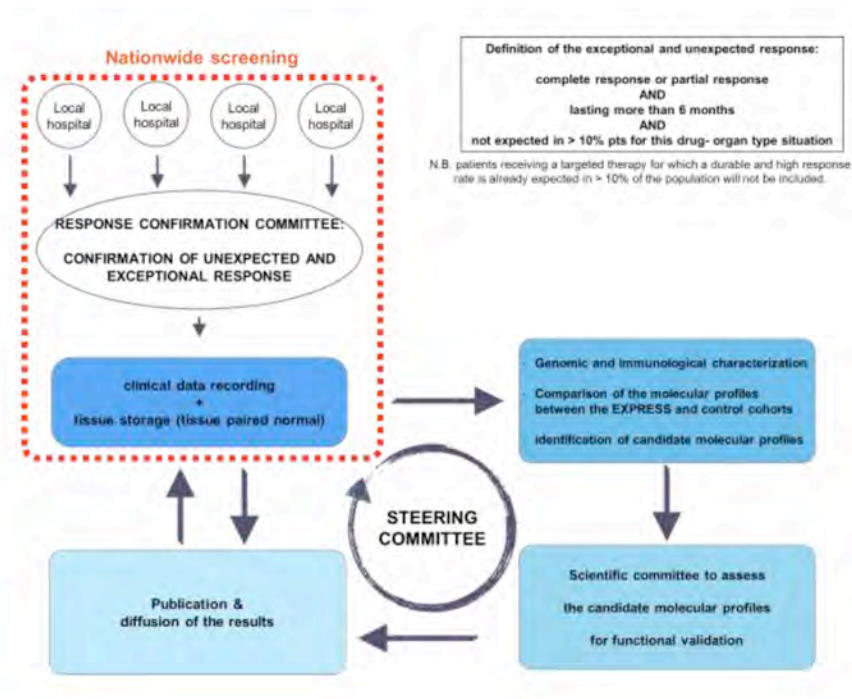 Nationwide screening
Local
hospital
Local
hospital
Local
hospital
Local
hospital
RESPONSE CONFIRMATION COMMITTEE:
CONFIRMATION OF UNEXPECTED AND
EXCEPTIONAL RESPONSE
clinical data recording
+
tissue storage (tissue paired normal)
Definition of the exceptional and unexpected response:
complete response or partial response
AND
lasting more than 6 months
AND
not expected in > 10% pts for this drug- organ type situation
N.B. patients receiving a targeted therapy for which a durable and high response
rate is already expected in > 10% of the population will not be included.
- Genomic and immunological characterization
- Comparison of the molecular profiles
between the EXPRESS and control cohorts
identification of candidate molecular profiles
STEERING
COMMITTEE
Scientific committee to assess
the candidate molecular profiles
for functional validation
Publication &
diffusion of the results